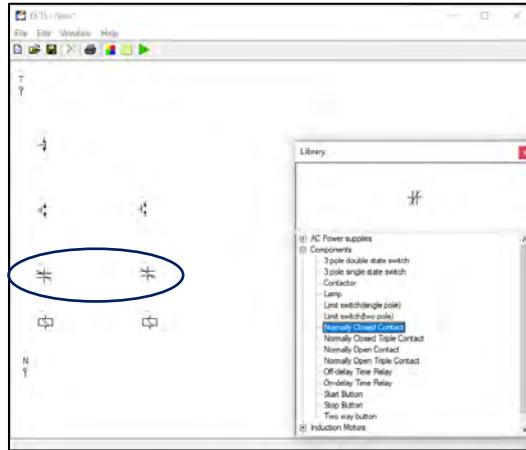 EKTS - New*
File Edit Window Help
T
N
Library
AC Power supplies
Components
3 pole double state switch
3 pole single state switch
Contactor
Lamp
Limit switch(single pole)
Limit switch(two pole)
Normally Closed Contact
Normally Closed Triple Contact
Normally Open Contact
Normally Open Triple Contact
Off-delay Time Relay
On-delay Time Relay
Start Button
Stop Button
Two way button
Induction Motors